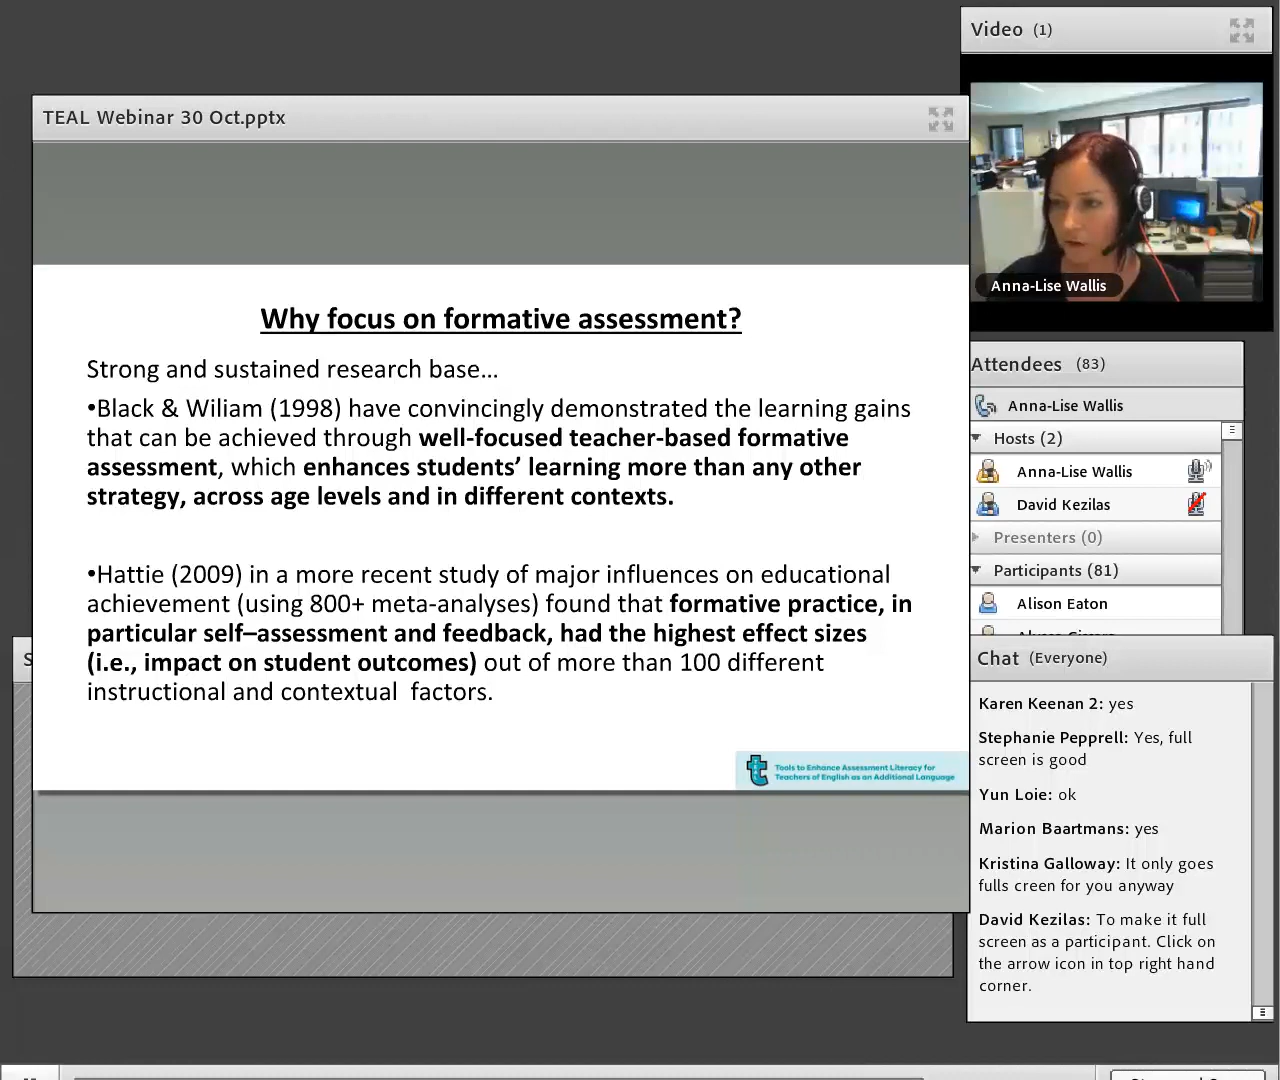 Video (1)
TEAL Webinar 30 Oct.pptx
Anna-Lise Wallis
Why focus on formative assessment?
Strong and sustained research base...
•Black & Wiliam (1998) have convincingly demonstrated the learning gains
that can be achieved through well-focused teacher-based formative
assessment, which enhances students’ learning more than any other
strategy, across age levels and in different contexts.
•Hattie (2009) in a more recent study of major influences on educational
achievement (using 800+ meta-analyses) found that formative practice, in
particular self–assessment and feedback, had the highest effect sizes
(i.e., impact on student outcomes) out of more than 100 different
instructional and contextual factors.
Tools to Enhance Assessment Literacy for
Teachers of English as an Additional Language
Attendees (83)
Anna-Lise Wallis
Hosts (2)
Anna-Lise Wallis
David Kezilas
Presenters (0)
Participants (81)
Alison Eaton
Chat (Everyone)
Karen Keenan 2: yes
Stephanie Pepprell: Yes, full
screen is good
Yun Loie: ok
Marion Baartmans: yes
Kristina Galloway: It only goes
fulls creen for you anyway
David Kezilas: To make it full
screen as a participant. Click on
the arrow icon in top right hand
corner.